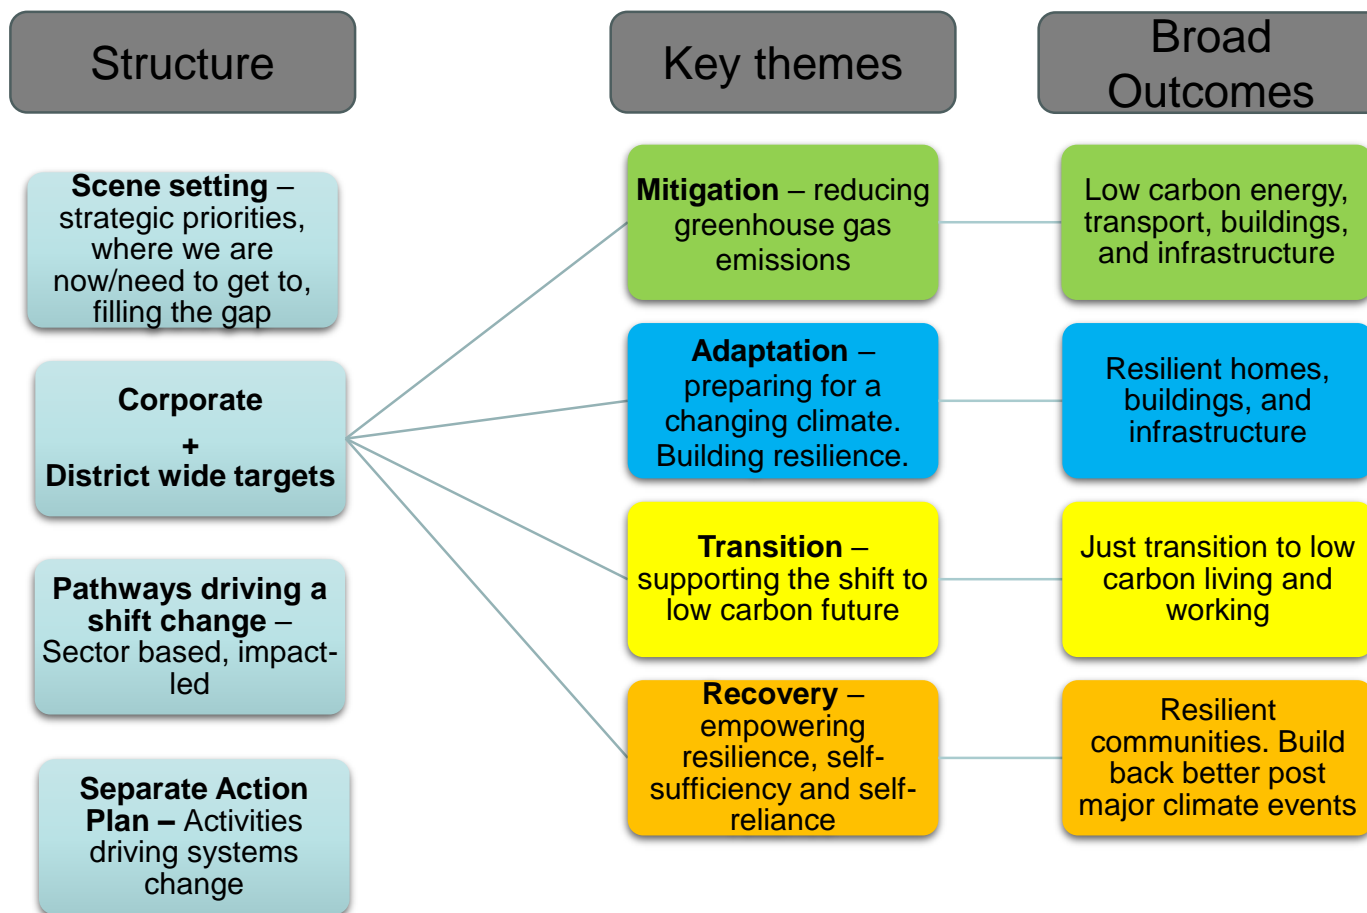 Structure
Key themes
Broad
Outcomes
Scene setting –
strategic priorities,
where we are
now/need to get to,
filling the gap
Corporate
+
District wide targets
Pathways driving a
shift change –
Sector based, impact-
led
Separate Action
Plan – Activities
driving systems
change
Mitigation – reducing
greenhouse gas
emissions
Adaptation –
preparing for a
changing climate.
Building resilience.
Transition –
supporting the shift to
low carbon future
Recovery –
empowering
resilience, self-
sufficiency and self-
reliance
Low carbon energy,
transport, buildings,
and infrastructure
Resilient homes,
buildings, and
infrastructure
Just transition to low
carbon living and
working
Resilient
communities. Build
back better post
major climate events